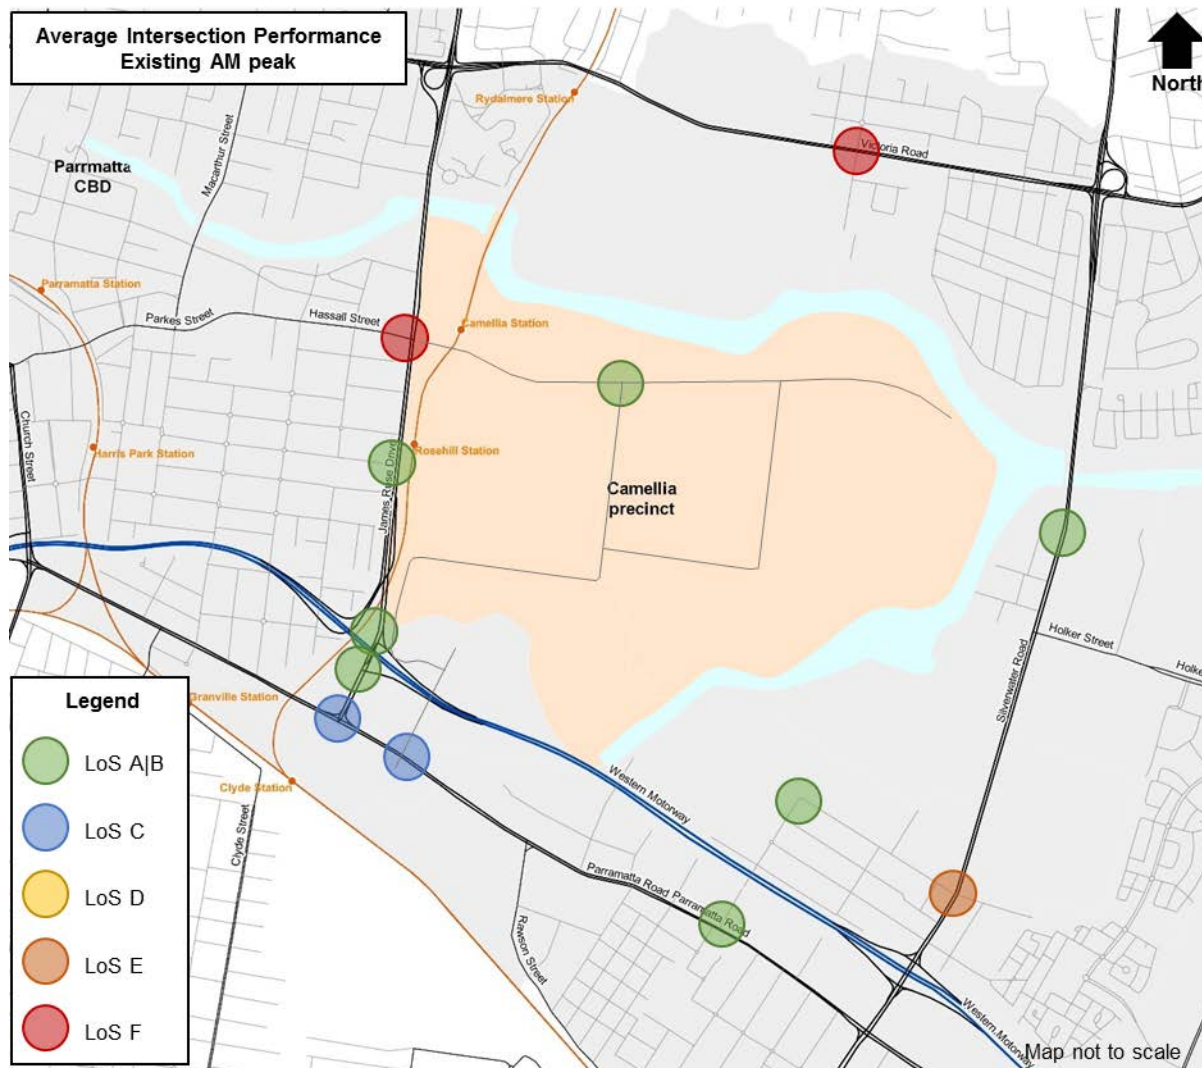 Average Intersection Performance
Existing AM peak
North
Rydalmere Station
Macarthur Street
Victoria Road
Parrmatta
CBD
Parramatta Station
Parkes Street
Hassall Street
Camellia Station
Church Street
Harris Park Station
James Ruse Drive
Rosehill Station
Camellia
precinct
Holker Street
Holke
Silverwater Road
Granville Station
Clyde Station
Clyde Street
Western Motorway
Parramatta Road
Parramatta Road
Rawson Street
Western Motorway
Legend
LoS A|B
LoS C
LoS D
LoS E
LoS F
Map not to scale